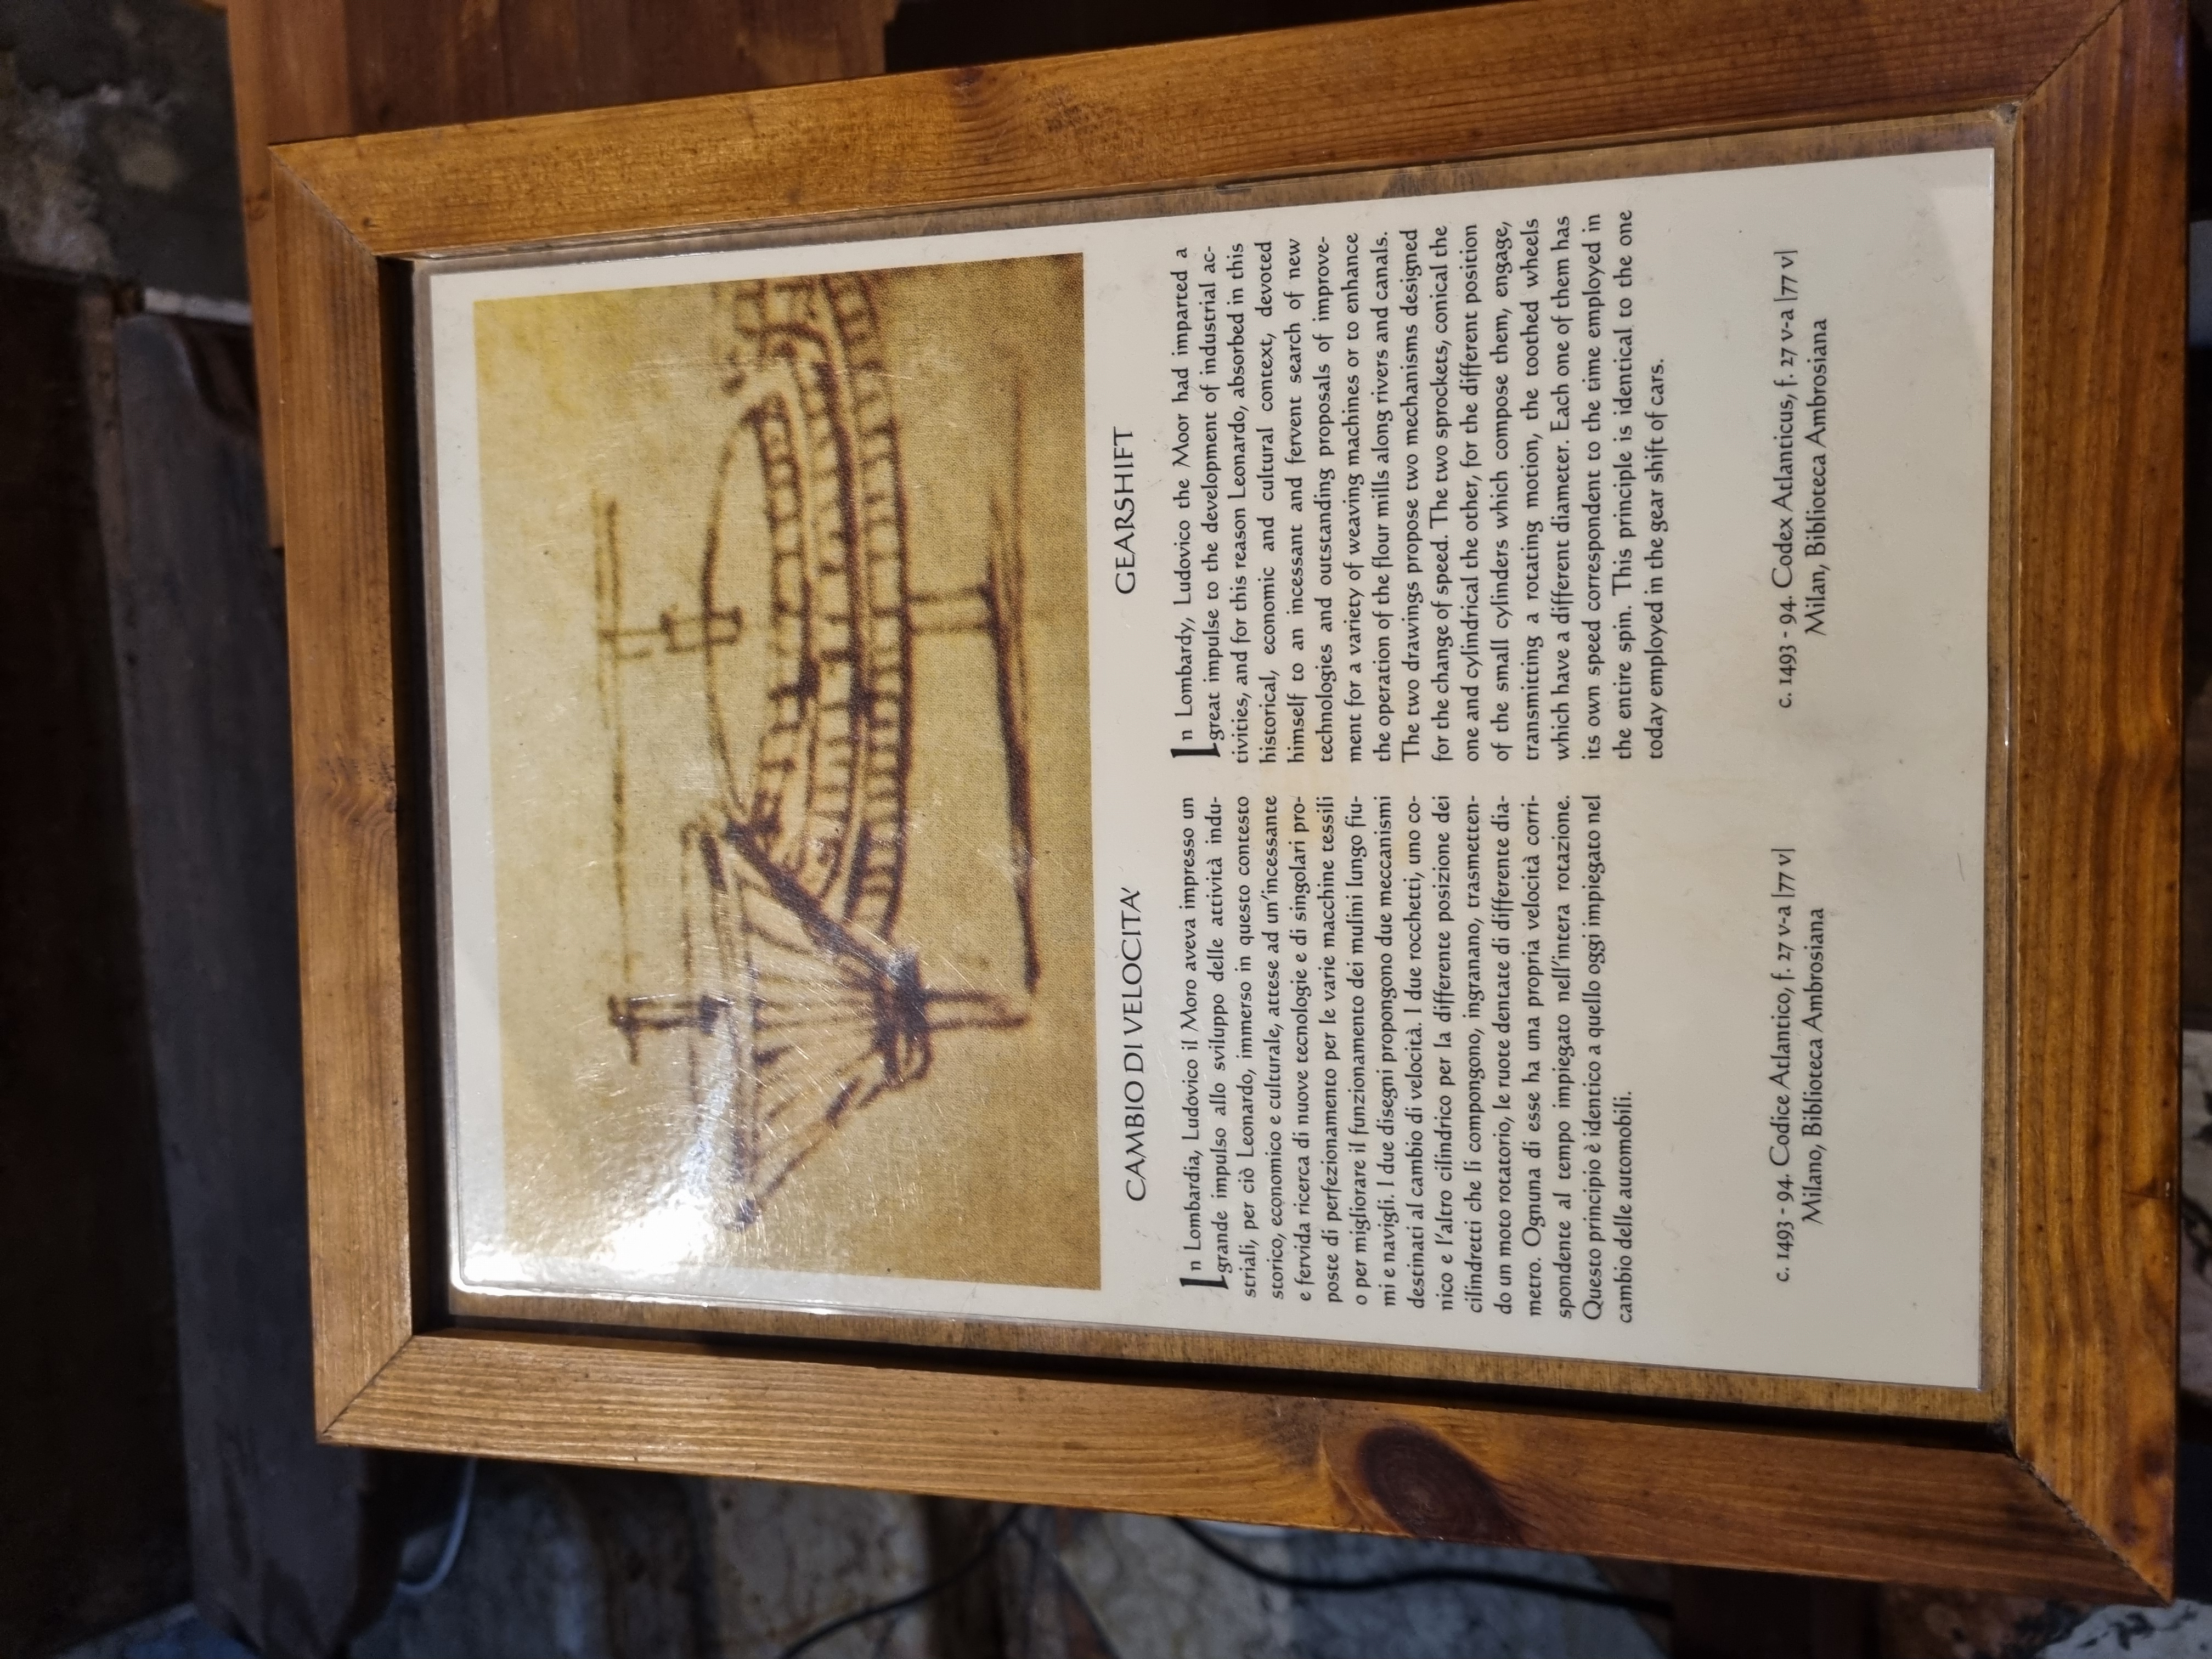 CAMBIO DI VELOCITA'
In Lombardia, Ludovico il Moro aveva impresso un
grande impulso allo sviluppo delle attività indu-
striali, per ciò Leonardo, immerso in questo contesto
storico, economico e culturale, attese ad un'incessante
e fervida ricerca di nuove tecnologie e di singolari pro-
poste di perfezionamento per le varie macchine tessili
o per migliorare il funzionamento dei mulini lungo fiu-
mi e navigli. I due disegni propongono due meccanismi
destinati al cambio di velocità. I due rocchetti, uno co-
nico e l'altro cilindrico per la differente posizione dei
cilindretti che li compongono, ingranano, trasmetten-
do un moto rotatorio, le ruote dentate di differente dia-
metro. Ognuna di esse ha una propria velocità corri-
spondente al tempo impiegato nell'intera rotazione.
Questo principio è identico a quello oggi impiegato nel
cambio delle automobili.
c. 1493 - 94. Codice Atlantico, f. 27 v-a |77 v|
Milano, Biblioteca Ambrosiana
GEARSHIFT
In Lombardy, Ludovico the Moor had imparted a
great impulse to the development of industrial ac-
tivities, and for this reason Leonardo, absorbed in this
historical, economic and cultural context, devoted
himself to an incessant and fervent search of new
technologies and outstanding proposals of improve-
ment for a variety of weaving machines or to enhance
the operation of the flour mills along rivers and canals.
The two drawings propose two mechanisms designed
for the change of speed. The two sprockets, conical the
one and cylindrical the other, for the different position
of the small cylinders which compose them, engage,
transmitting a rotating motion, the toothed wheels
which have a different diameter. Each one of them has
its own speed correspondent to the time employed in
the entire spin. This principle is identical to the one
today employed in the gear shift of cars.
c. 1493 - 94. Codex Atlanticus, f. 27 v-a |77 v|
Milan, Biblioteca Ambrosiana